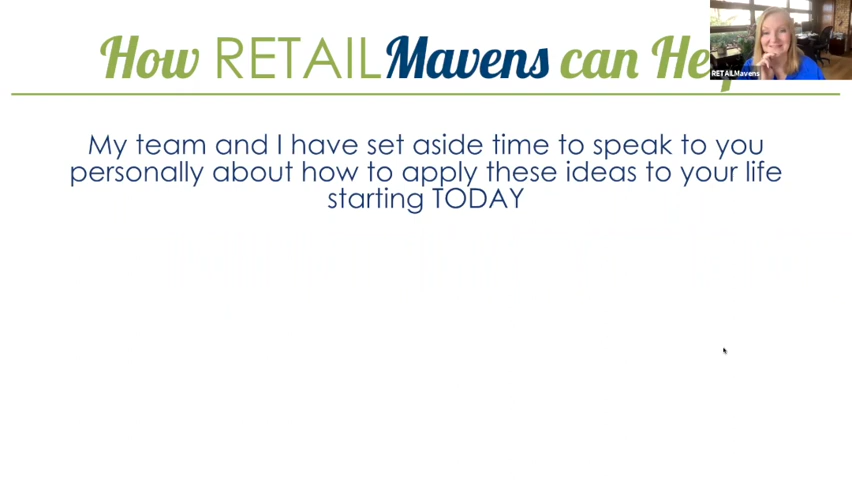 How RETAILMavens can Help
RETAILMavens
My team and I have set aside time to speak to you
personally about how to apply these ideas to your life
starting TODAY